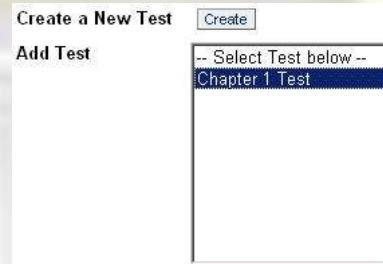 Create a New Test Create
Add Test
-- Select Test below --
Chapter 1 Test